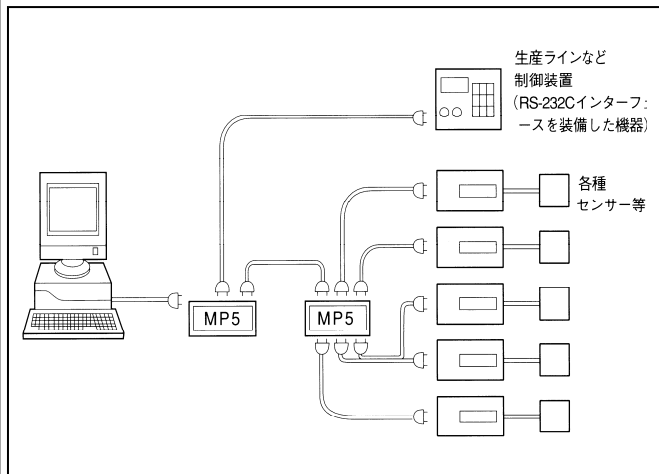 生産ラインなど
制御装置
(RS-232Cインターフェ
ースを装備した機器)
各種
センサー等
MP5
MP5